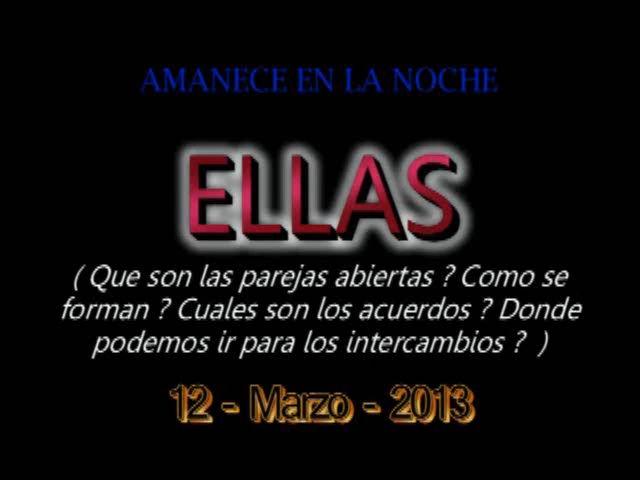 AMANECE EN LA NOCHE
ELLAS
( Que son las parejas abiertas ? Como se
forman ? Cuales son los acuerdos ? Donde
podemos ir para los intercambios ? )
12 - Marzo - 2013